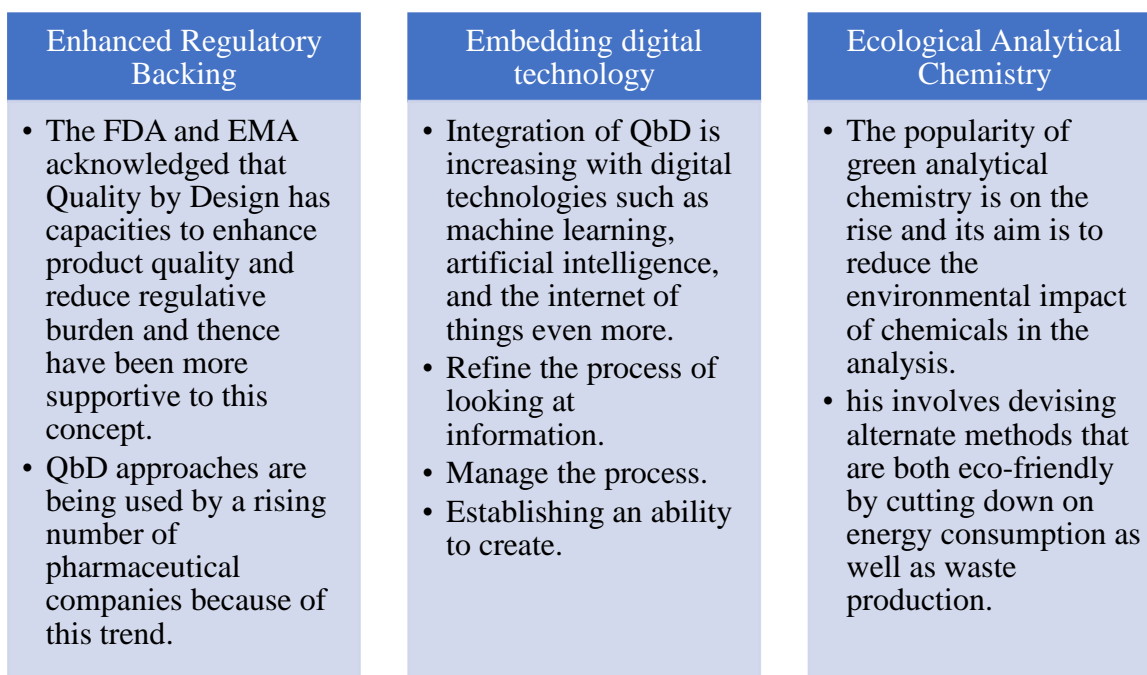 Enhanced Regulatory
Backing
• The FDA and EMA
acknowledged that
Quality by Design has
capacities to enhance
product quality and
reduce regulative
burden and thence
have been more
supportive to this
concept.
• QbD approaches are
being used by a rising
number of
pharmaceutical
companies because of
this trend.
Embedding digital
technology
• Integration of QbD is
increasing with digital
technologies such as
machine learning,
artificial intelligence,
and the internet of
things even more.
• Refine the process of
looking at
information.
• Manage the process.
• Establishing an ability
to create.
Ecological Analytical
Chemistry
• The popularity of
green analytical
chemistry is on the
rise and its aim is to
reduce the
environmental impact
of chemicals in the
analysis.
• his involves devising
alternate methods that
are both eco-friendly
by cutting down on
energy consumption as
well as waste
production.